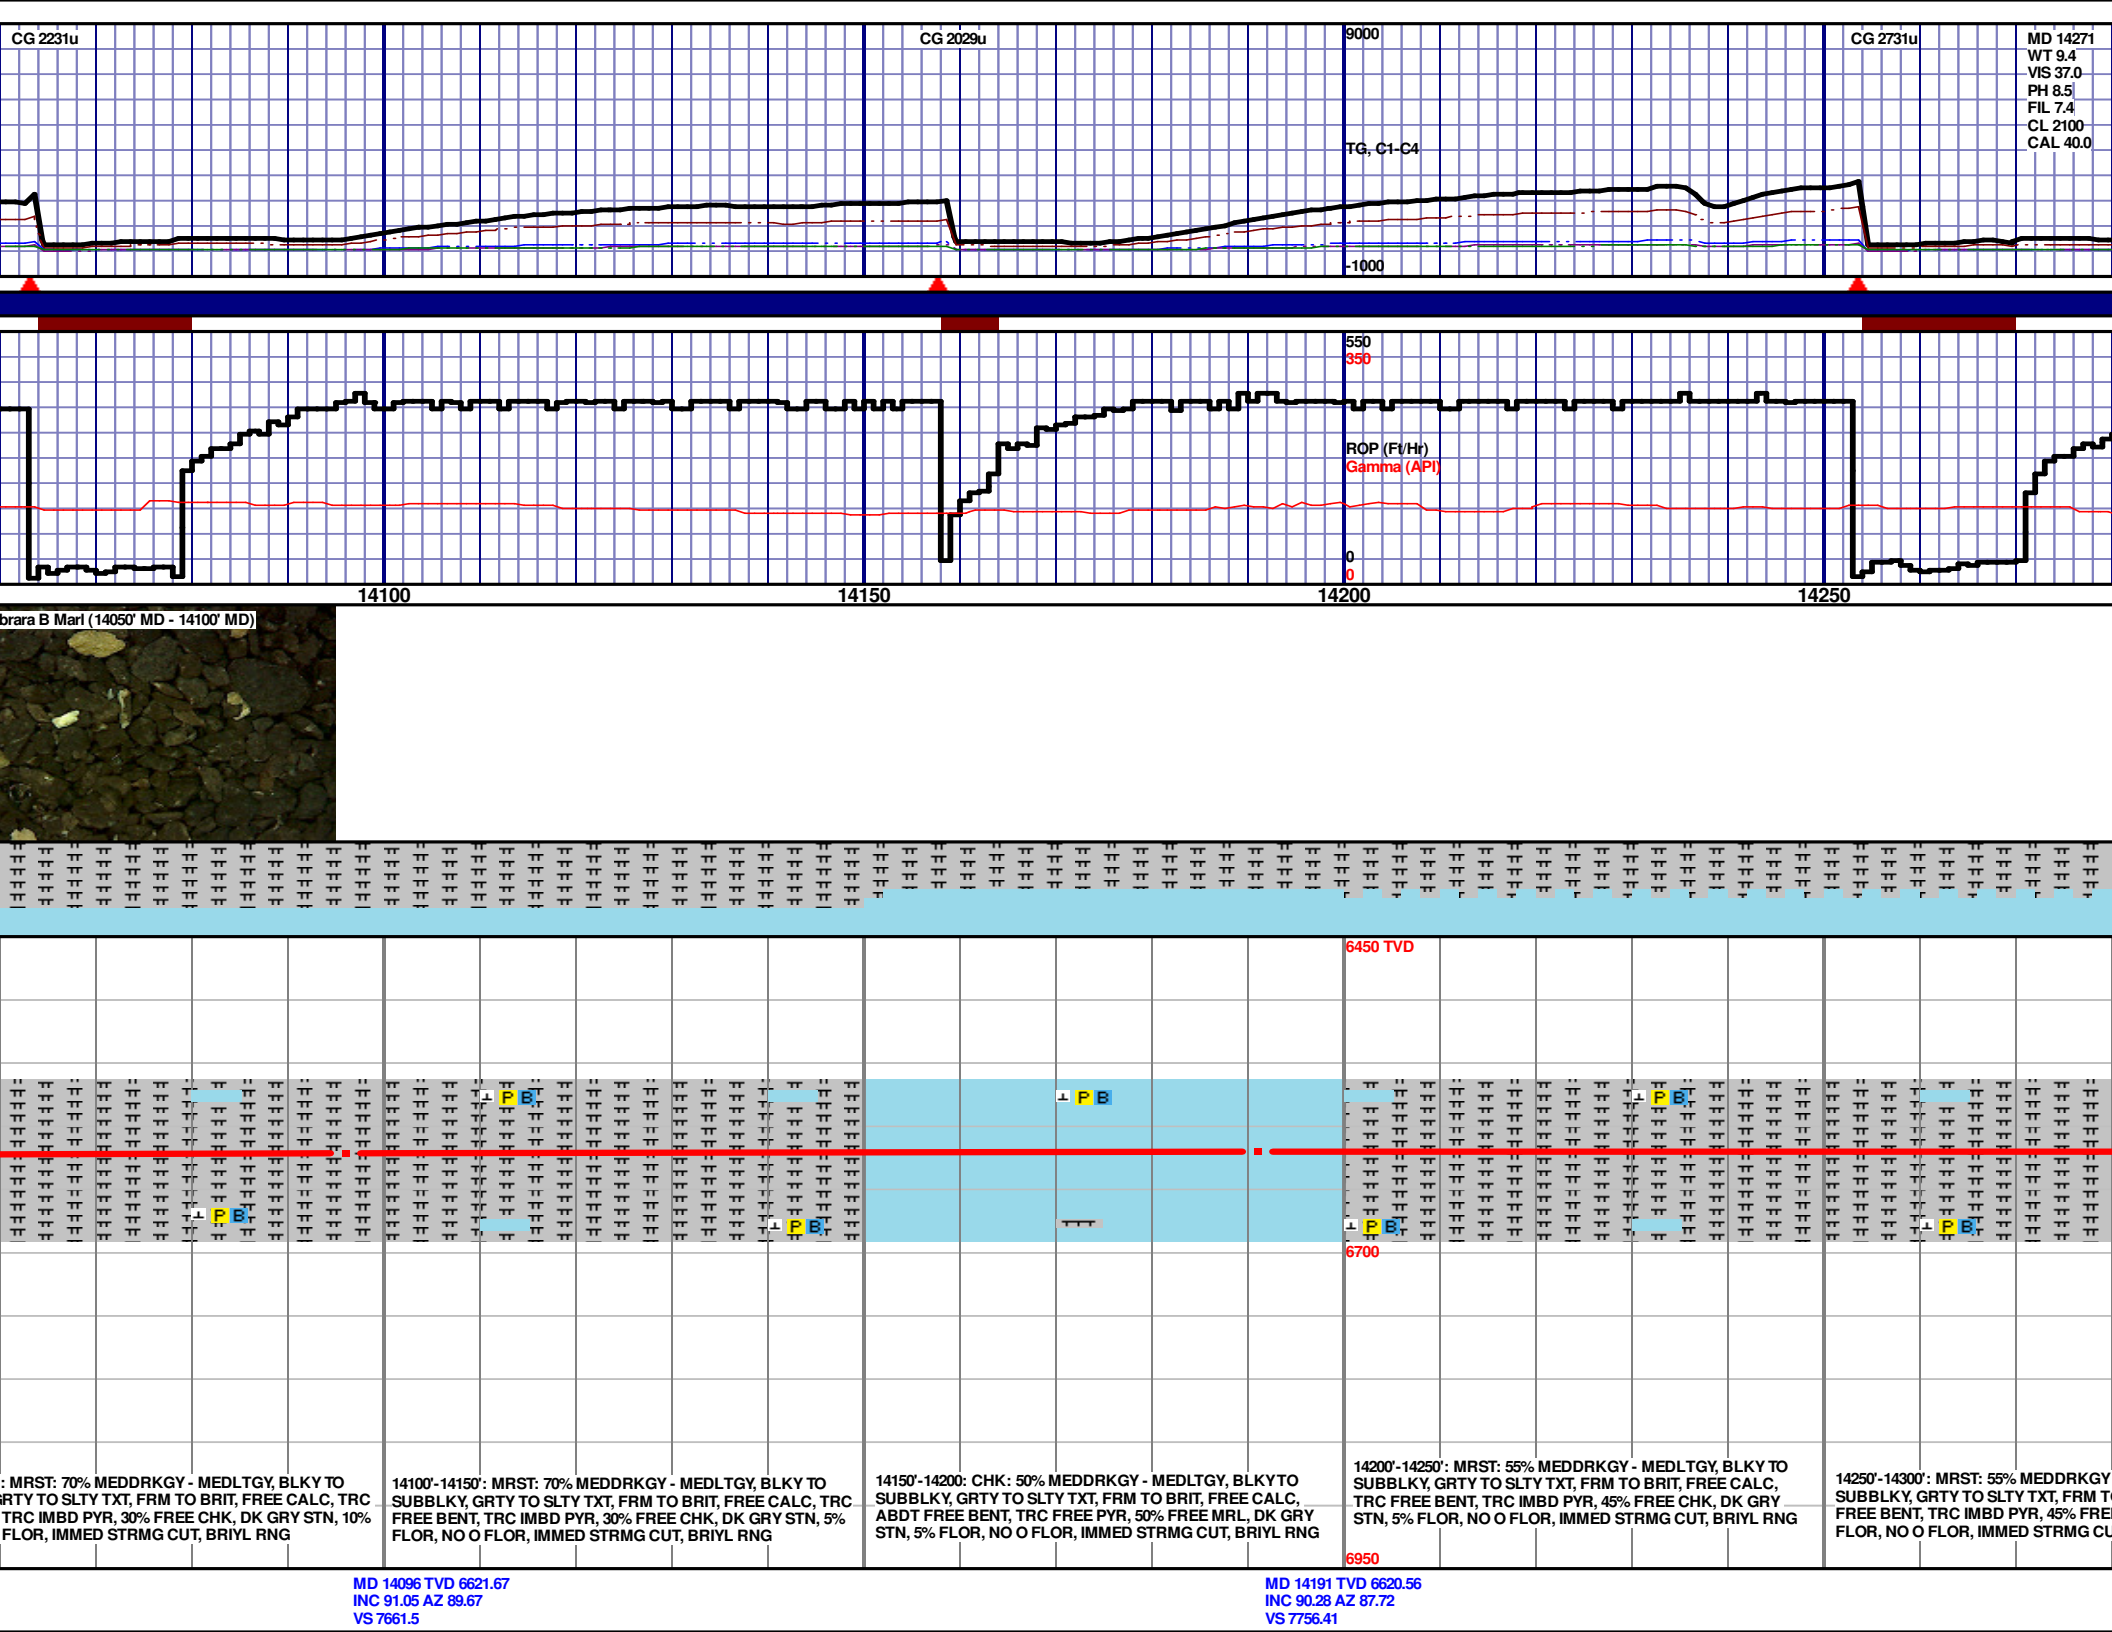 CG 2231u
CG 2029u
9000
CG 2731u
MD 14271
WT 9.4
VIS 37.0
PH 8.5
FIL 7.4
CL 2100
CAL 40.0
TG, C1-C4
-1000
550
350
ROP (Ft/Hr)
Gamma (API)
0
0
14100
14150
14200
14250
brara B Marl (14050' MD - 14100' MD)
6450 TVD
P B
P B
P B
P B
P B
P B
P B
6700
: MRST: 70% MEDDRKGY - MEDLTGY, BLKY TO
GRTY TO SLTY TXT, FRM TO BRIT, FREE CALC, TRC
TRC IMBD PYR, 30% FREE CHK, DK GRY STN, 10%
FLOR, IMMED STRMG CUT, BRIYL RNG
14100'-14150': MRST: 70% MEDDRKGY - MEDLTGY, BLKY TO
SUBBLKY, GRTY TO SLTY TXT, FRM TO BRIT, FREE CALC, TRC
FREE BENT, TRC IMBD PYR, 30% FREE CHK, DK GRY STN, 5%
FLOR, NO O FLOR, IMMED STRMG CUT, BRIYL RNG
14150'-14200: CHK: 50% MEDDRKGY - MEDLTGY, BLKY TO
SUBBLKY, GRTY TO SLTY TXT, FRM TO BRIT, FREE CALC,
ABDT FREE BENT, TRC FREE PYR, 50% FREE MRL, DK GRY
STN, 5% FLOR, NO O FLOR, IMMED STRMG CUT, BRIYL RNG
14200'-14250': MRST: 55% MEDDRKGY - MEDLTGY, BLKY TO
SUBBLKY, GRTY TO SLTY TXT, FRM TO BRIT, FREE CALC,
TRC FREE BENT, TRC IMBD PYR, 45% FREE CHK, DK GRY
STN, 5% FLOR, NO O FLOR, IMMED STRMG CUT, BRIYL RNG
14250'-14300': MRST: 55% MEDDRKGY
SUBBLKY, GRTY TO SLTY TXT, FRM
FREE BENT, TRC IMBD PYR, 45%
FLOR, NO O FLOR, IMMED STRMG
6950
MD 14096 TVD 6621.67
INC 91.05 AZ 89.67
VS 7661.5
MD 14191 TVD 6620.56
INC 90.28 AZ 87.72
VS 7756.41